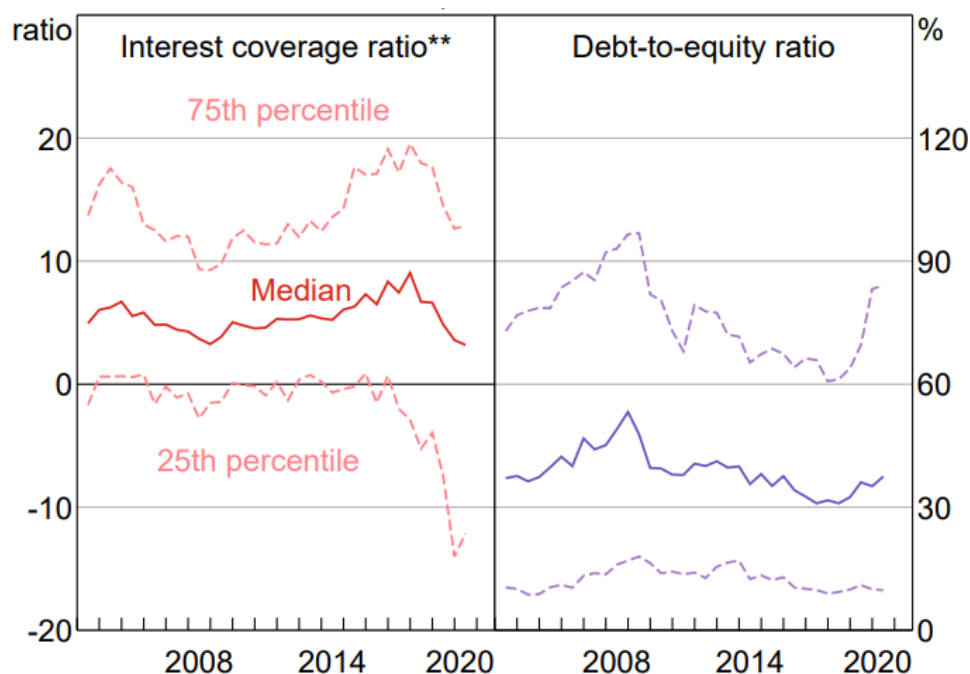 ratio
%
Interest coverage ratio**
Debt-to-equity ratio
75th percentile
20
120
10
90
Median
0
60
25th percentile
-10
30
-20
0
2008
2014
2020
2008
2014
2020